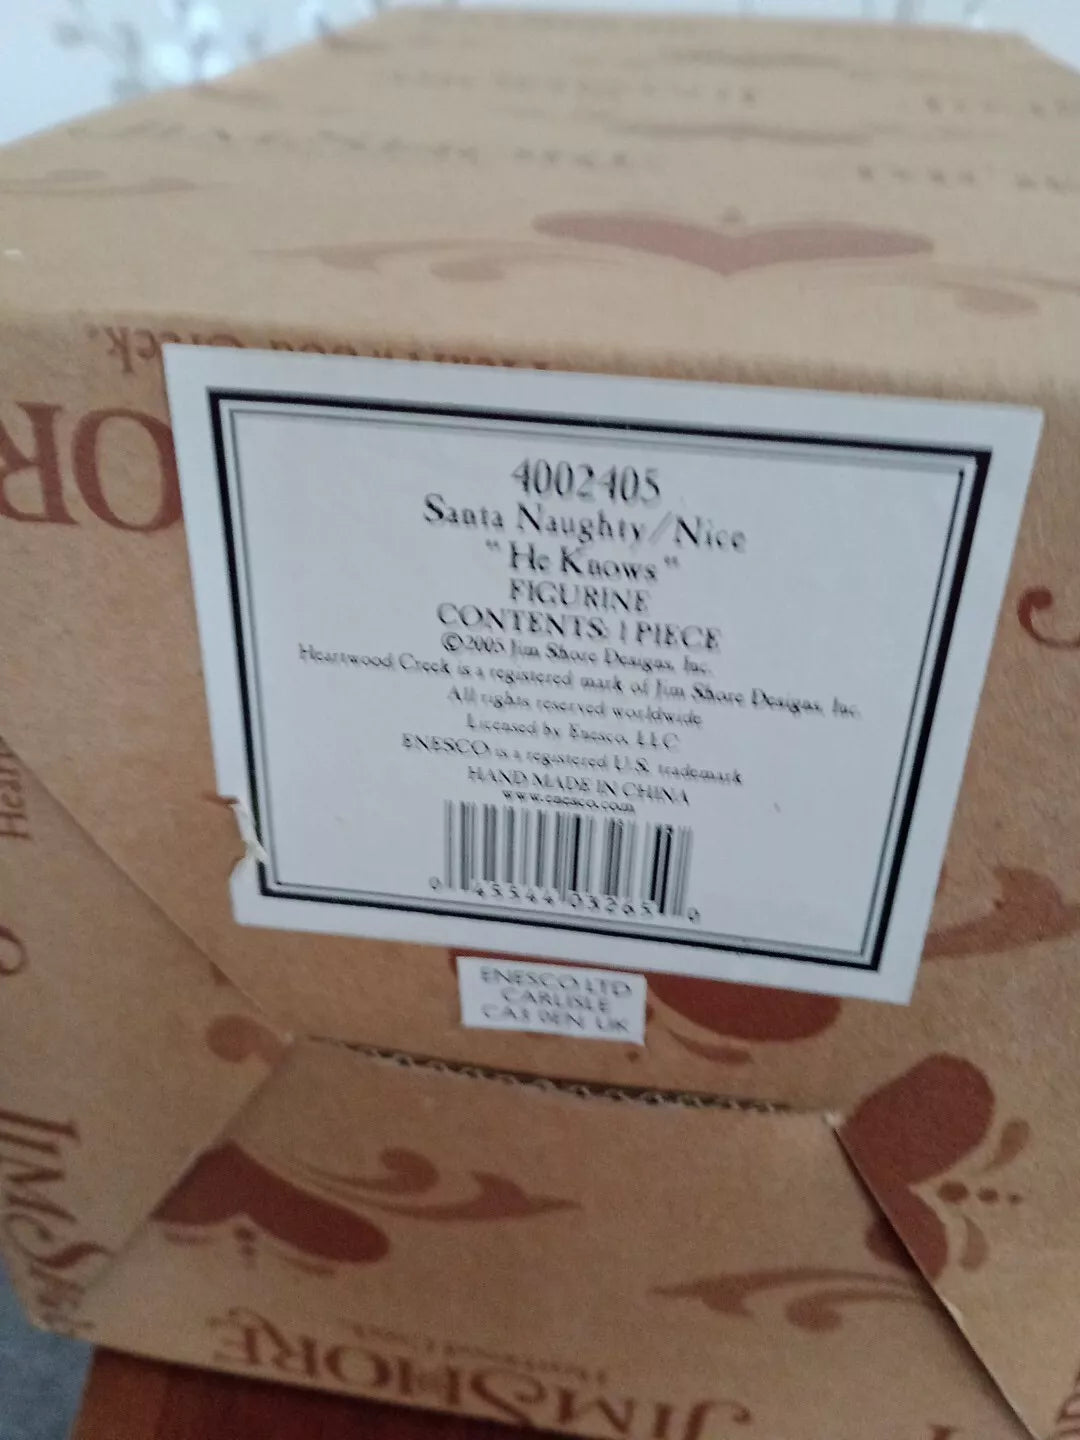 4002405
Santa Naughty/Nice
"He Knows"
FIGURINE
CONTENTS: 1 PIECE
©2005 Jim Shore Designs, Inc.
Heartwood Creek is a registered mark of Jim Shore Designs, Inc.
All rights reserved worldwide
Licensed by Enesco, LLC
ENESCO is a registered U.S. trademark
HAND MADE IN CHINA
www.enesco.com
0 45544 03265 0
ENESCO LTD
CARLISLE
CA3 0EN UK
JIM SHORE
Heartwood Creek